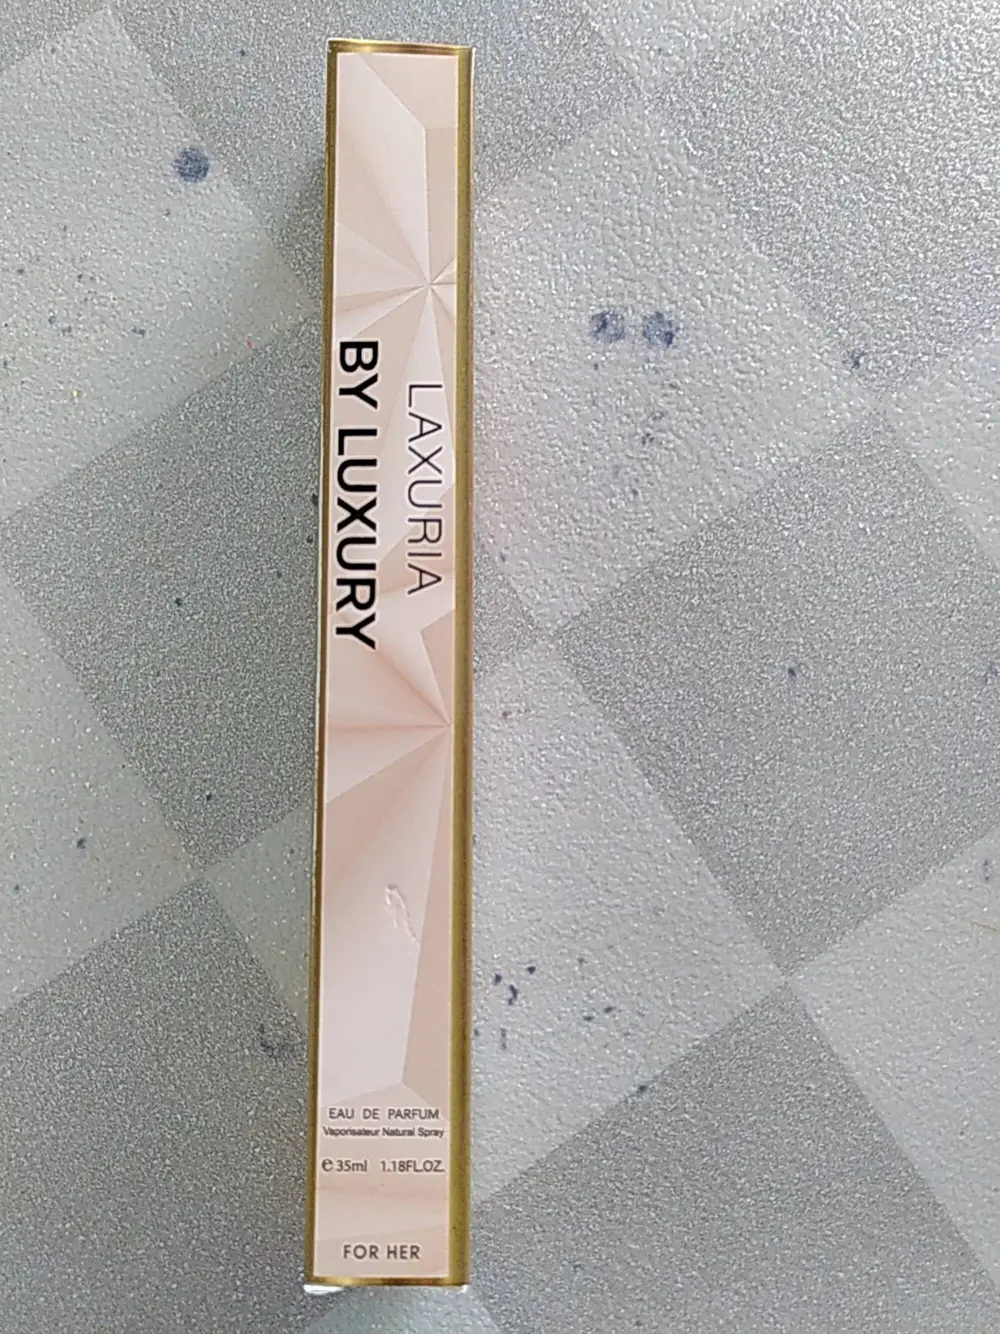 LAXURIA
BY LUXURY
EAU DE PARFUM
Vaporisateur Natural Spray
e 35ml 1.18FL.OZ.
FOR HER